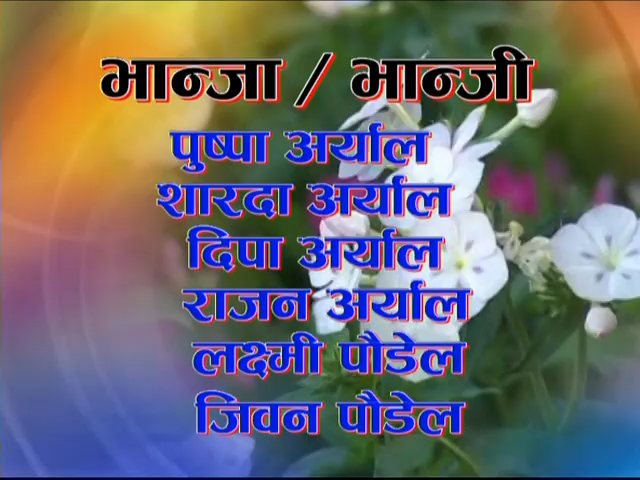 भान्जा / भान्जी
पुष्पा अर्याल
शारदा अर्याल
दिपा अर्याल
राजन अर्याल
लक्ष्मी पौडेल
जिवन पौडेल